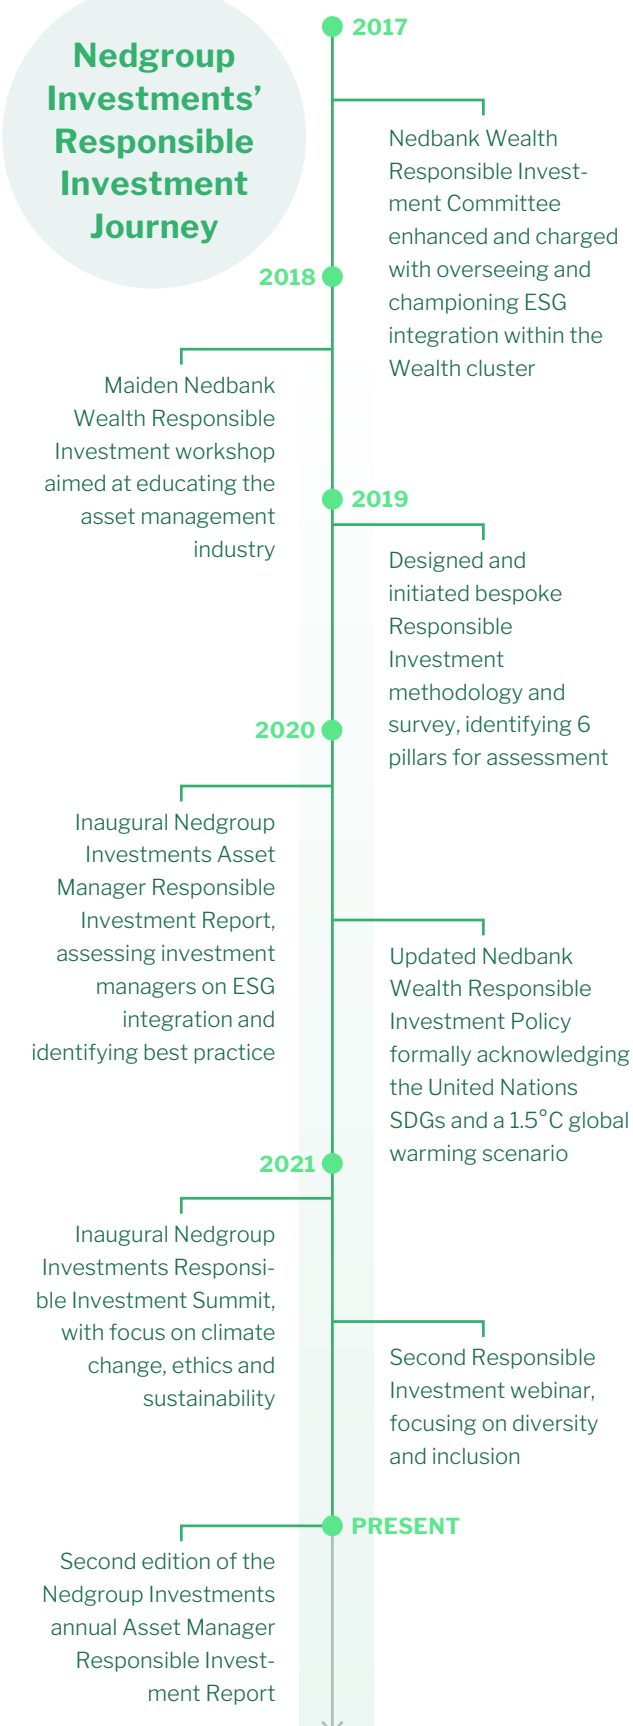 Nedgroup
Investments’
Responsible
Investment
Journey
2017
Nedbank Wealth
Responsible Invest-
ment Committee
enhanced and charged
with overseeing and
championing ESG
integration within the
Wealth cluster
2018
Maiden Nedbank
Wealth Responsible
Investment workshop
aimed at educating the
asset management
industry
2019
Designed and
initiated bespoke
Responsible
Investment
methodology and
survey, identifying 6
pillars for assessment
2020
Inaugural Nedgroup
Investments Asset
Manager Responsible
Investment Report,
assessing investment
managers on ESG
integration and
identifying best practice
Updated Nedbank
Wealth Responsible
Investment Policy
formally acknowledging
the United Nations
SDGs and a 1.5°C global
warming scenario
2021
Inaugural Nedgroup
Investments Responsi-
ble Investment Summit,
with focus on climate
change, ethics and
sustainability
Second Responsible
Investment webinar,
focusing on diversity
and inclusion
PRESENT
Second edition of the
Nedgroup Investments
annual Asset Manager
Responsible Invest-
ment Report